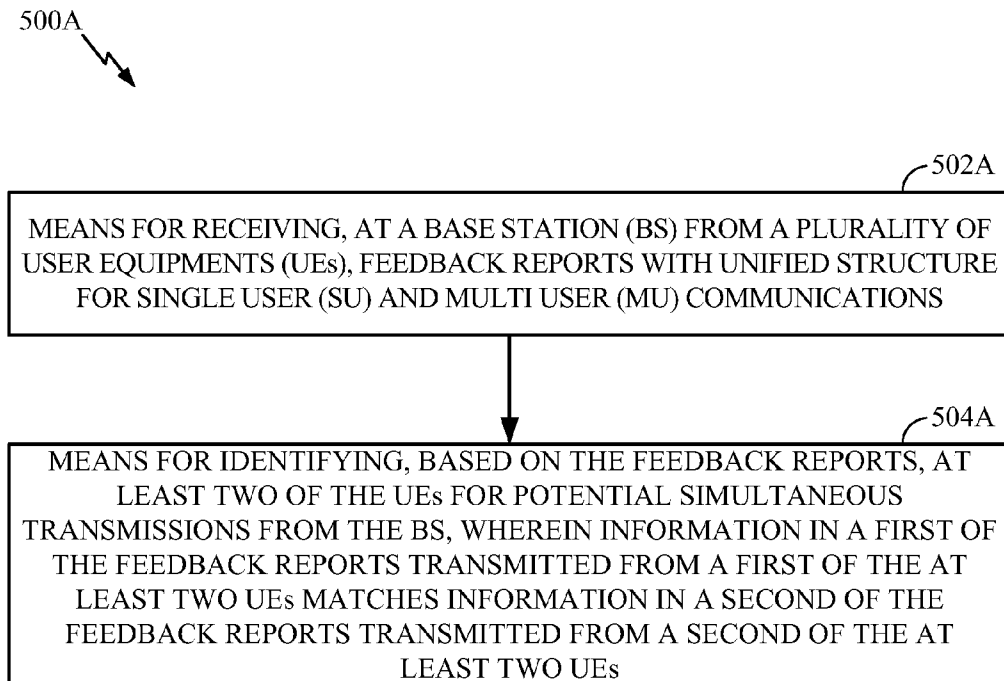 500A
502A
MEANS FOR RECEIVING, AT A BASE STATION (BS) FROM A PLURALITY OF
USER EQUIPMENTS (UEs), FEEDBACK REPORTS WITH UNIFIED STRUCTURE
FOR SINGLE USER (SU) AND MULTI USER (MU) COMMUNICATIONS
504A
MEANS FOR IDENTIFYING, BASED ON THE FEEDBACK REPORTS, AT
LEAST TWO OF THE UEs FOR POTENTIAL SIMULTANEOUS
TRANSMISSIONS FROM THE BS, WHEREIN INFORMATION IN A FIRST OF
THE FEEDBACK REPORTS TRANSMITTED FROM A FIRST OF THE AT
LEAST TWO UEs MATCHES INFORMATION IN A SECOND OF THE
FEEDBACK REPORTS TRANSMITTED FROM A SECOND OF THE AT
LEAST TWO UEs